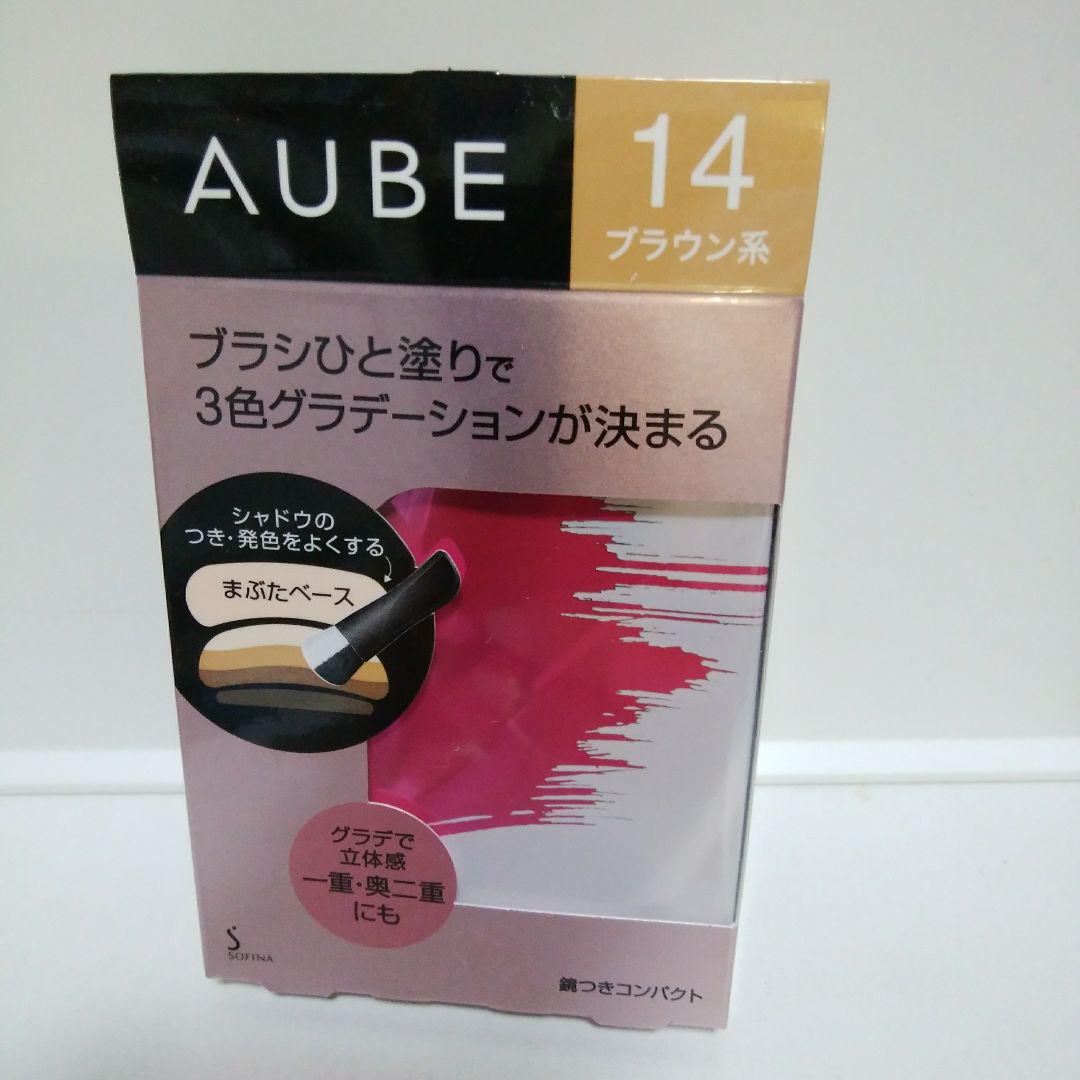 AUBE
14
ブラウン系
ブラシひと塗りで
3色グラデーションが決まる
シャドウの
つき・発色をよくする
まぶたベース
グラデで
立体感
一重・奥二重
にも
SOFINA
鏡つきコンパクト